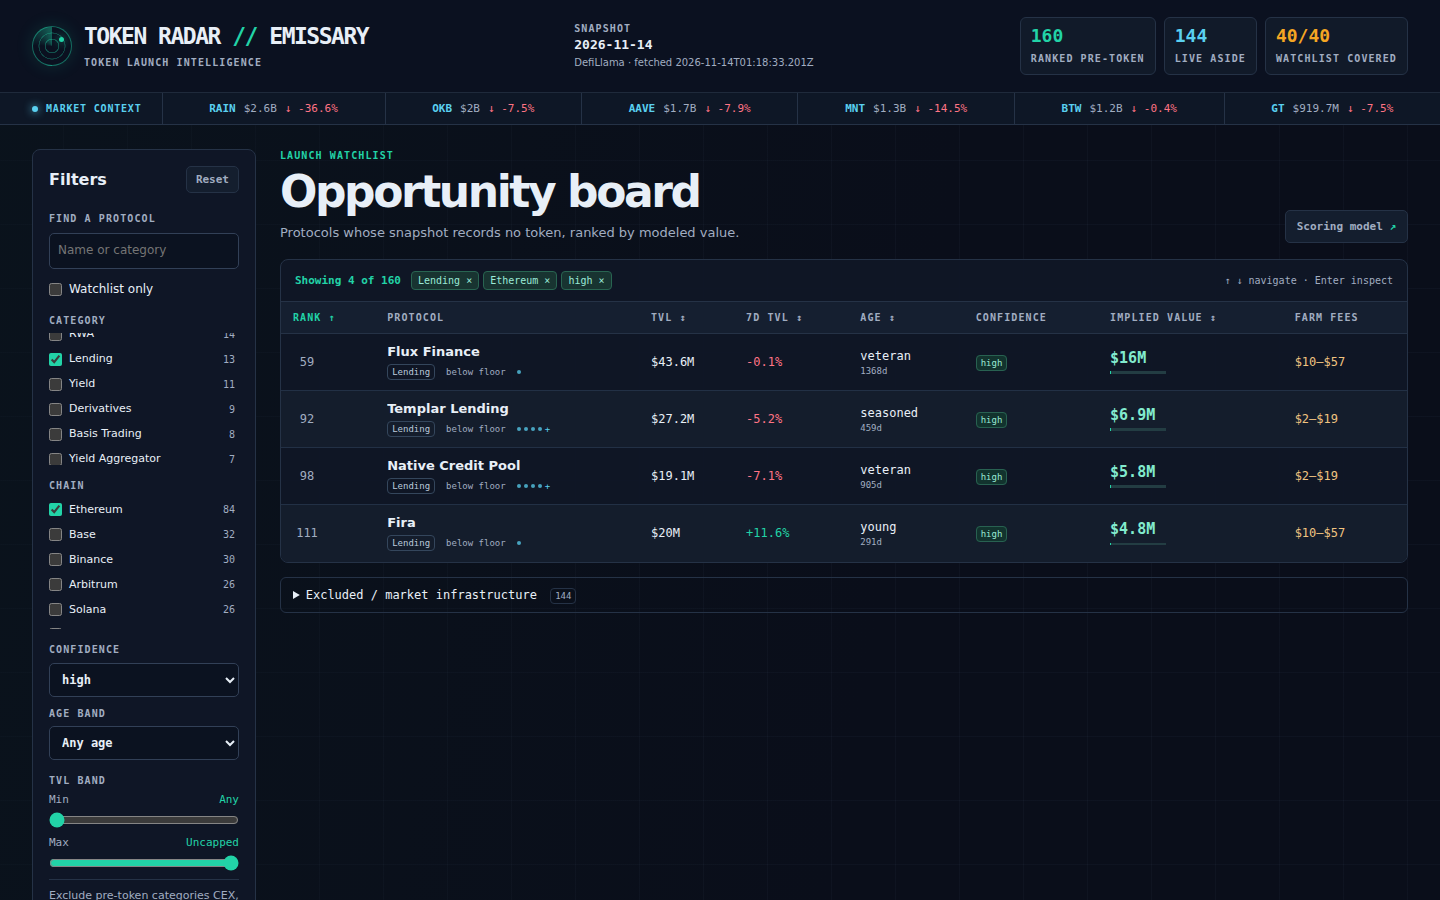 TOKEN RADAR // EMISSARY
TOKEN LAUNCH INTELLIGENCE
SNAPSHOT
2026-11-14
DefiLlama · fetched 2026-11-14T01:18:33.201Z
160
RANKED PRE-TOKEN
144
LIVE ASIDE
40/40
WATCHLIST COVERED
MARKET CONTEXT
RAIN $2.6B ↓ -36.6%
OKB $2B ↓ -7.5%
AAVE $1.7B ↓ -7.9%
MNT $1.3B ↓ -14.5%
BTW $1.2B ↓ -0.4%
GT $919.7M ↓ -7.5%
Filters
Reset
FIND A PROTOCOL
Name or category
Watchlist only
CATEGORY
RWA 14
Lending 13
Yield 11
Derivatives 9
Basis Trading 8
Yield Aggregator 7
CHAIN
Ethereum 84
Base 32
Binance 30
Arbitrum 26
Solana 26
CONFIDENCE
high
AGE BAND
Any age
TVL BAND
Min Any
Max Uncapped
Exclude pre-token categories CEX,
LAUNCH WATCHLIST
Opportunity board
Protocols whose snapshot records no token, ranked by modeled value.
Scoring model ↗
Showing 4 of 160 Lending × Ethereum × high ×
↑ ↓ navigate · Enter inspect
RANK ↑ PROTOCOL TVL ↕ 7D TVL ↕ AGE ↕ CONFIDENCE IMPLIED VALUE ↕ FARM FEES
59 Flux Finance $43.6M -0.1% veteran high $16M $10–$57
Lending below floor 1368d
92 Templar Lending $27.2M -5.2% seasoned high $6.9M $2–$19
Lending below floor + 459d
98 Native Credit Pool $19.1M -7.1% veteran high $5.8M $2–$19
Lending below floor + 905d
111 Fira $20M +11.6% young high $4.8M $10–$57
Lending below floor 291d
Excluded / market infrastructure 144